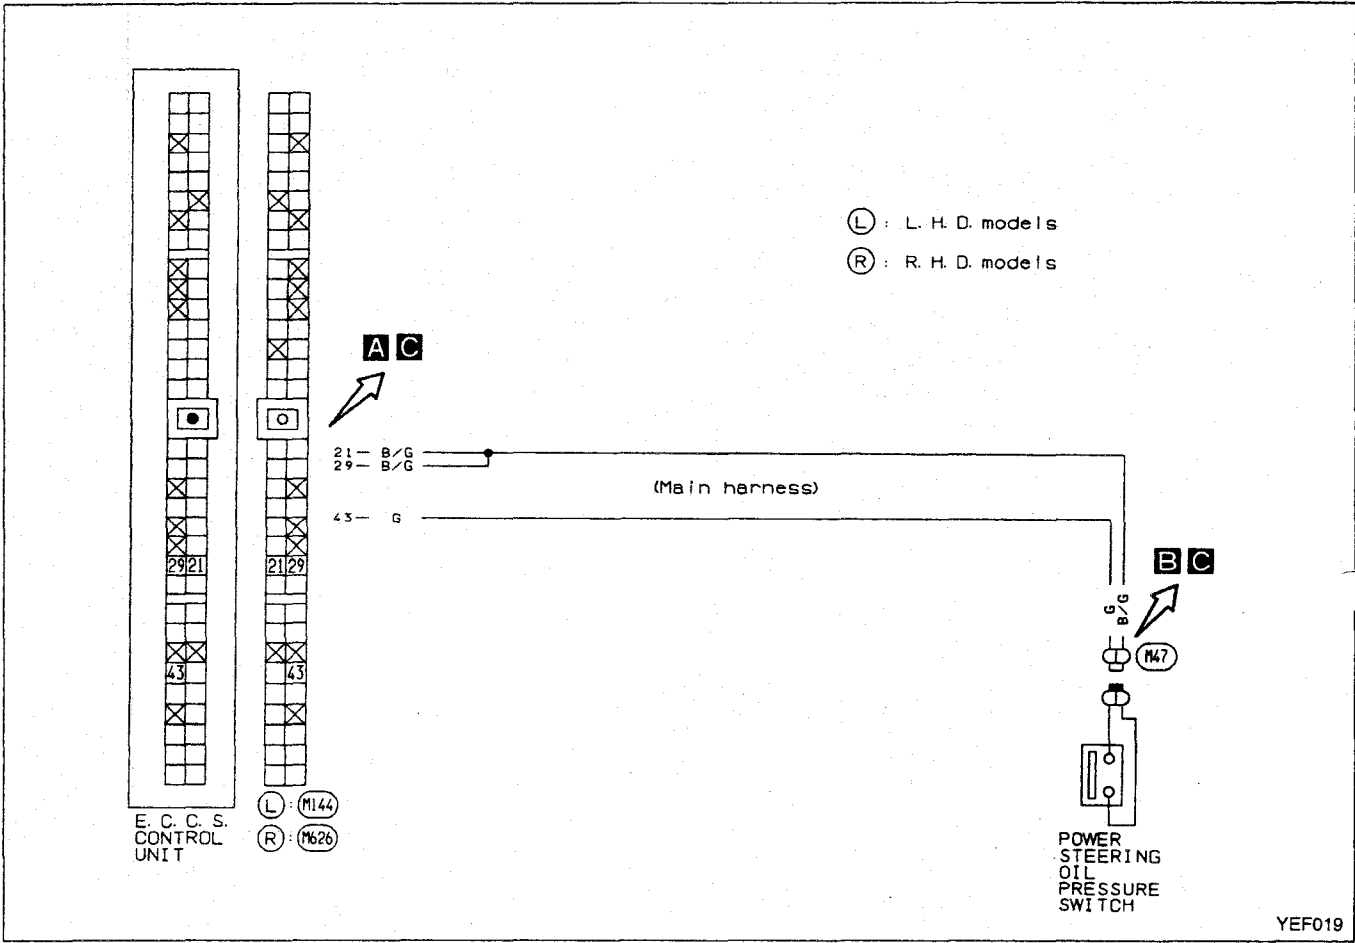 L : L. H. D. models
R : R. H. D. models
A C
21 — B/G
29 — B/G
(Main harness)
43 — G
29 21
21 29
B C
G
B/G
M47
43
43
L : M144
R : M626
E. C. C. S.
CONTROL
UNIT
POWER
STEERING
OIL
PRESSURE
SWITCH
YEF019